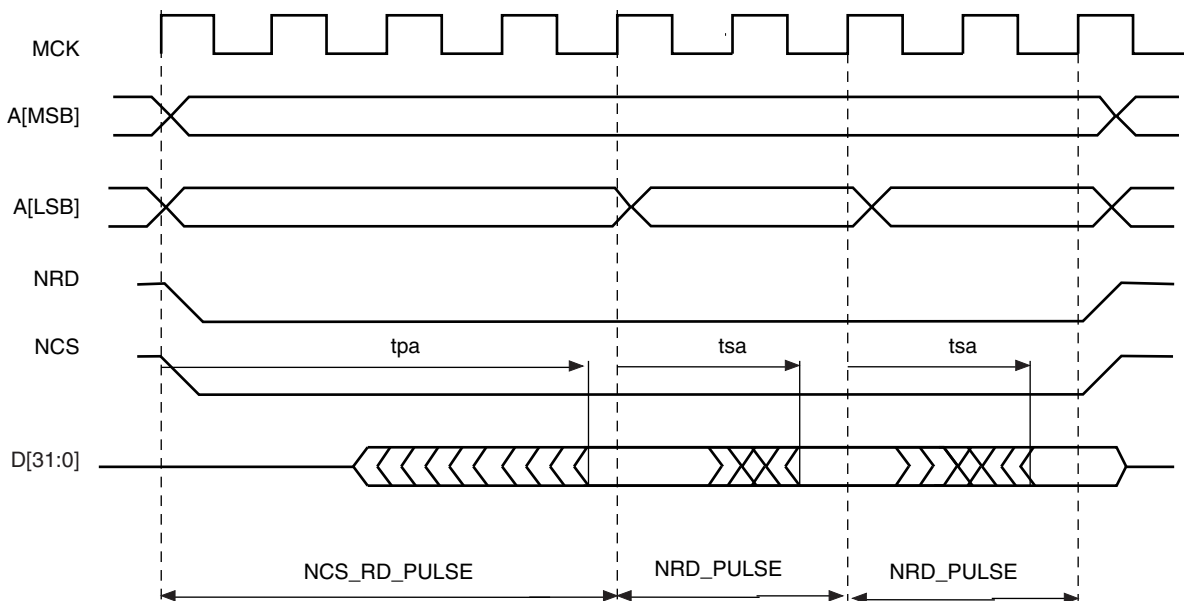 MCK
A[MSB]
A[LSB]
NRD
NCS
tpa tsa tsa
D[31:0]
NCS_RD_PULSE NRD_PULSE NRD_PULSE